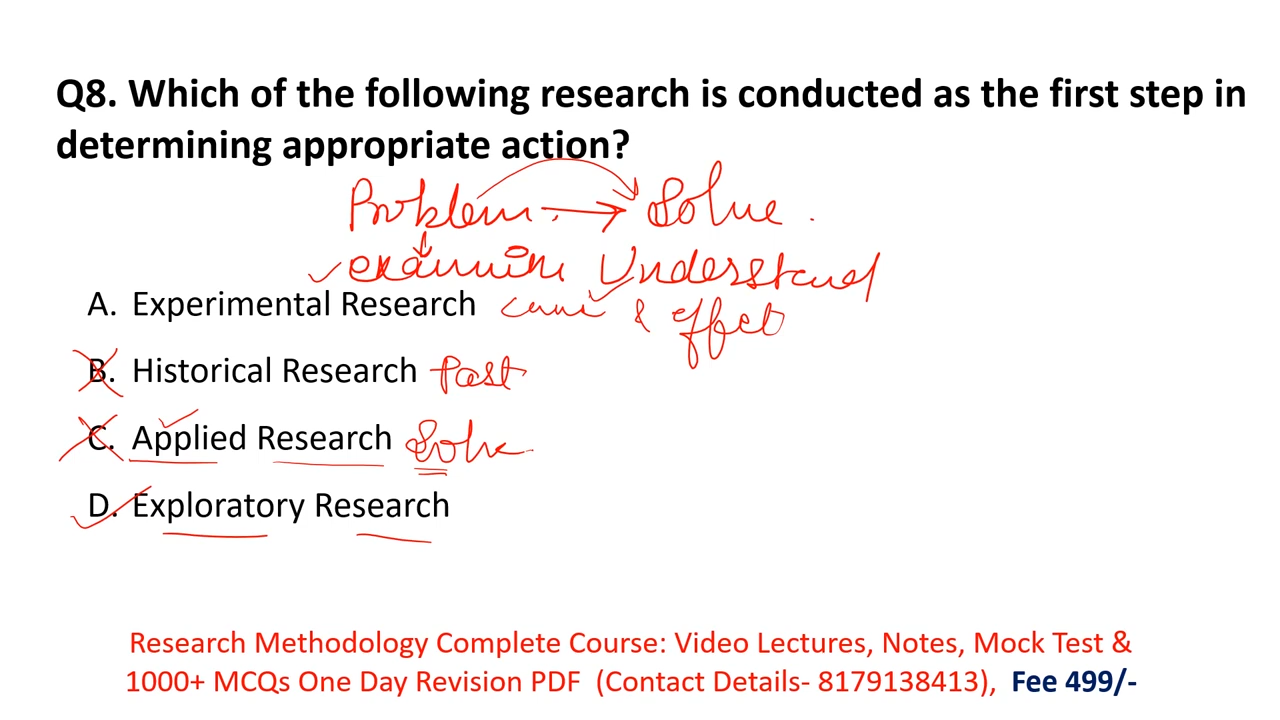 Q8. Which of the following research is conducted as the first step in
determining appropriate action?
Problem → Solve
examine Understand
A. Experimental Research & effect
B. Historical Research Past
C. Applied Research Solve
D. Exploratory Research
Research Methodology Complete Course: Video Lectures, Notes, Mock Test &
1000+ MCQs One Day Revision PDF (Contact Details- 8179138413), Fee 499/-